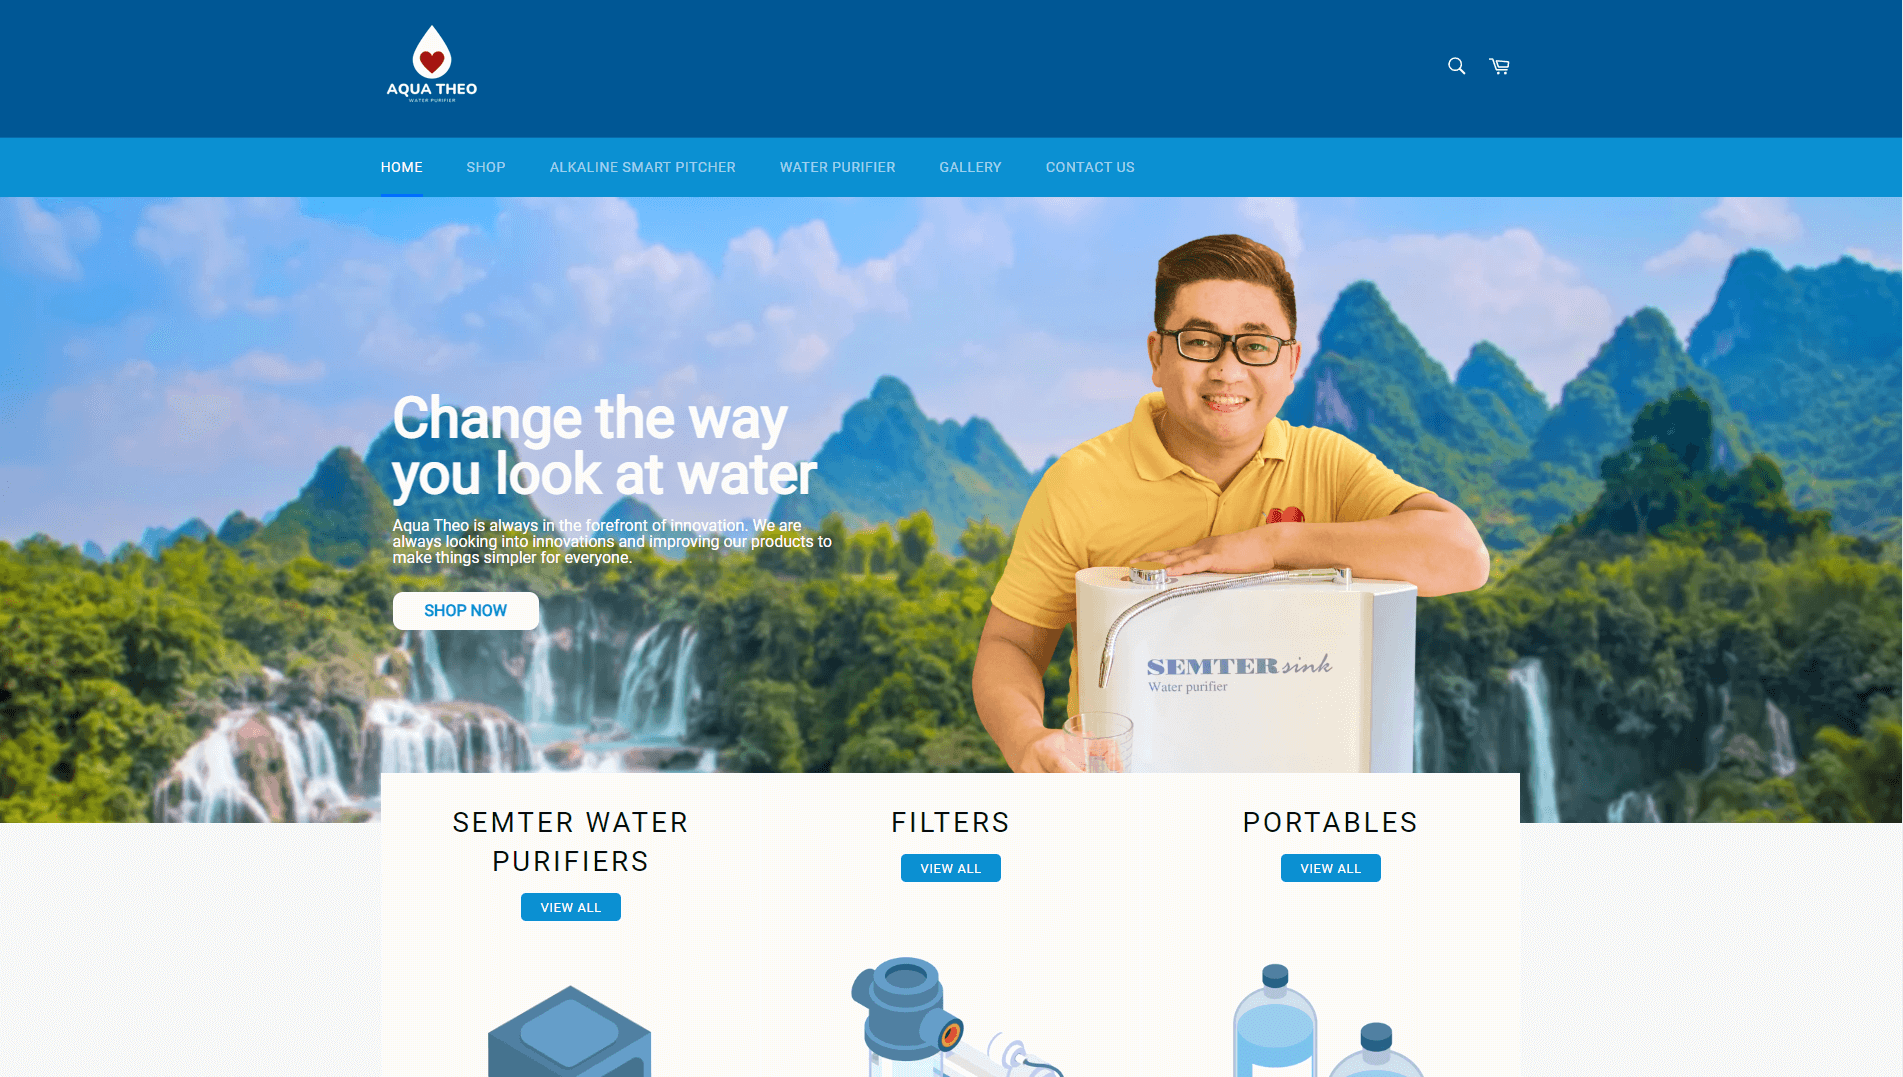 AQUA THEO
WATER PURIFIER
HOME
SHOP
ALKALINE SMART PITCHER
WATER PURIFIER
GALLERY
CONTACT US
Change the way
you look at water
Aqua Theo is always in the forefront of innovation. We are
always looking into innovations and improving our products to
make things simpler for everyone.
SHOP NOW
SEMTER sink
Water purifier
SEMTER WATER
PURIFIERS
VIEW ALL
FILTERS
VIEW ALL
PORTABLES
VIEW ALL